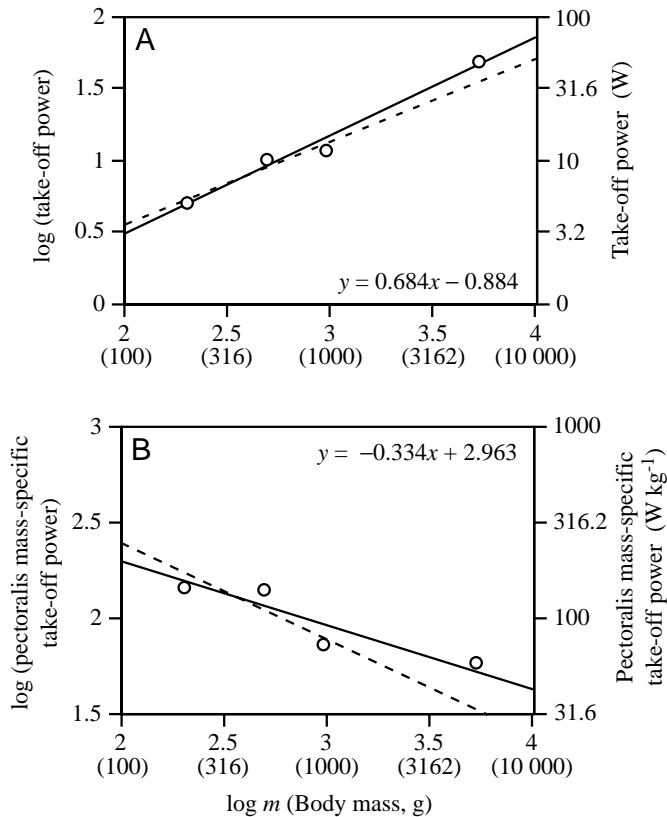 A
log (take-off power)
2
1.5
1
0.5
0
100
31.6
10
3.2
0
Take-off power (W)
y = 0.684x − 0.884
2 2.5 3 3.5 4
(100) (316) (1000) (3162) (10 000)
B
log (pectoralis mass-specific
take-off power)
3
2.5
2
1.5
1000
316.2
100
31.6
Pectoralis mass-specific
take-off power (W kg⁻¹)
y = −0.334x + 2.963
2 2.5 3 3.5 4
(100) (316) (1000) (3162) (10 000)
log m (Body mass, g)